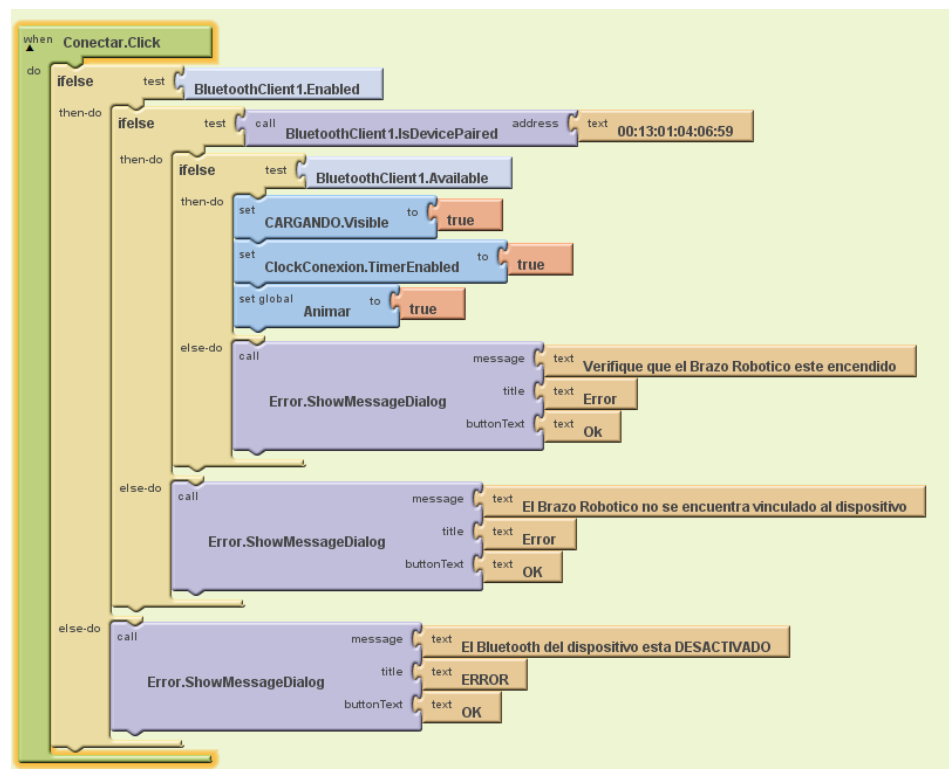 when Conectar.Click
do ifelse test BluetoothClient1.Enabled
then-do ifelse test call BluetoothClient1.IsDevicePaired address text 00:13:01:04:06:59
then-do ifelse test BluetoothClient1.Available
then-do set CARGANDO.Visible to true
set ClockConexion.TimerEnabled to true
set global Animar to true
else-do call Error.ShowMessageDialog message text Verifique que el Brazo Robotico este encendido
title text Error
buttonText text Ok
else-do call Error.ShowMessageDialog message text El Brazo Robotico no se encuentra vinculado al dispositivo
title text Error
buttonText text OK
else-do call Error.ShowMessageDialog message text El Bluetooth del dispositivo esta DESACTIVADO
title text ERROR
buttonText text OK